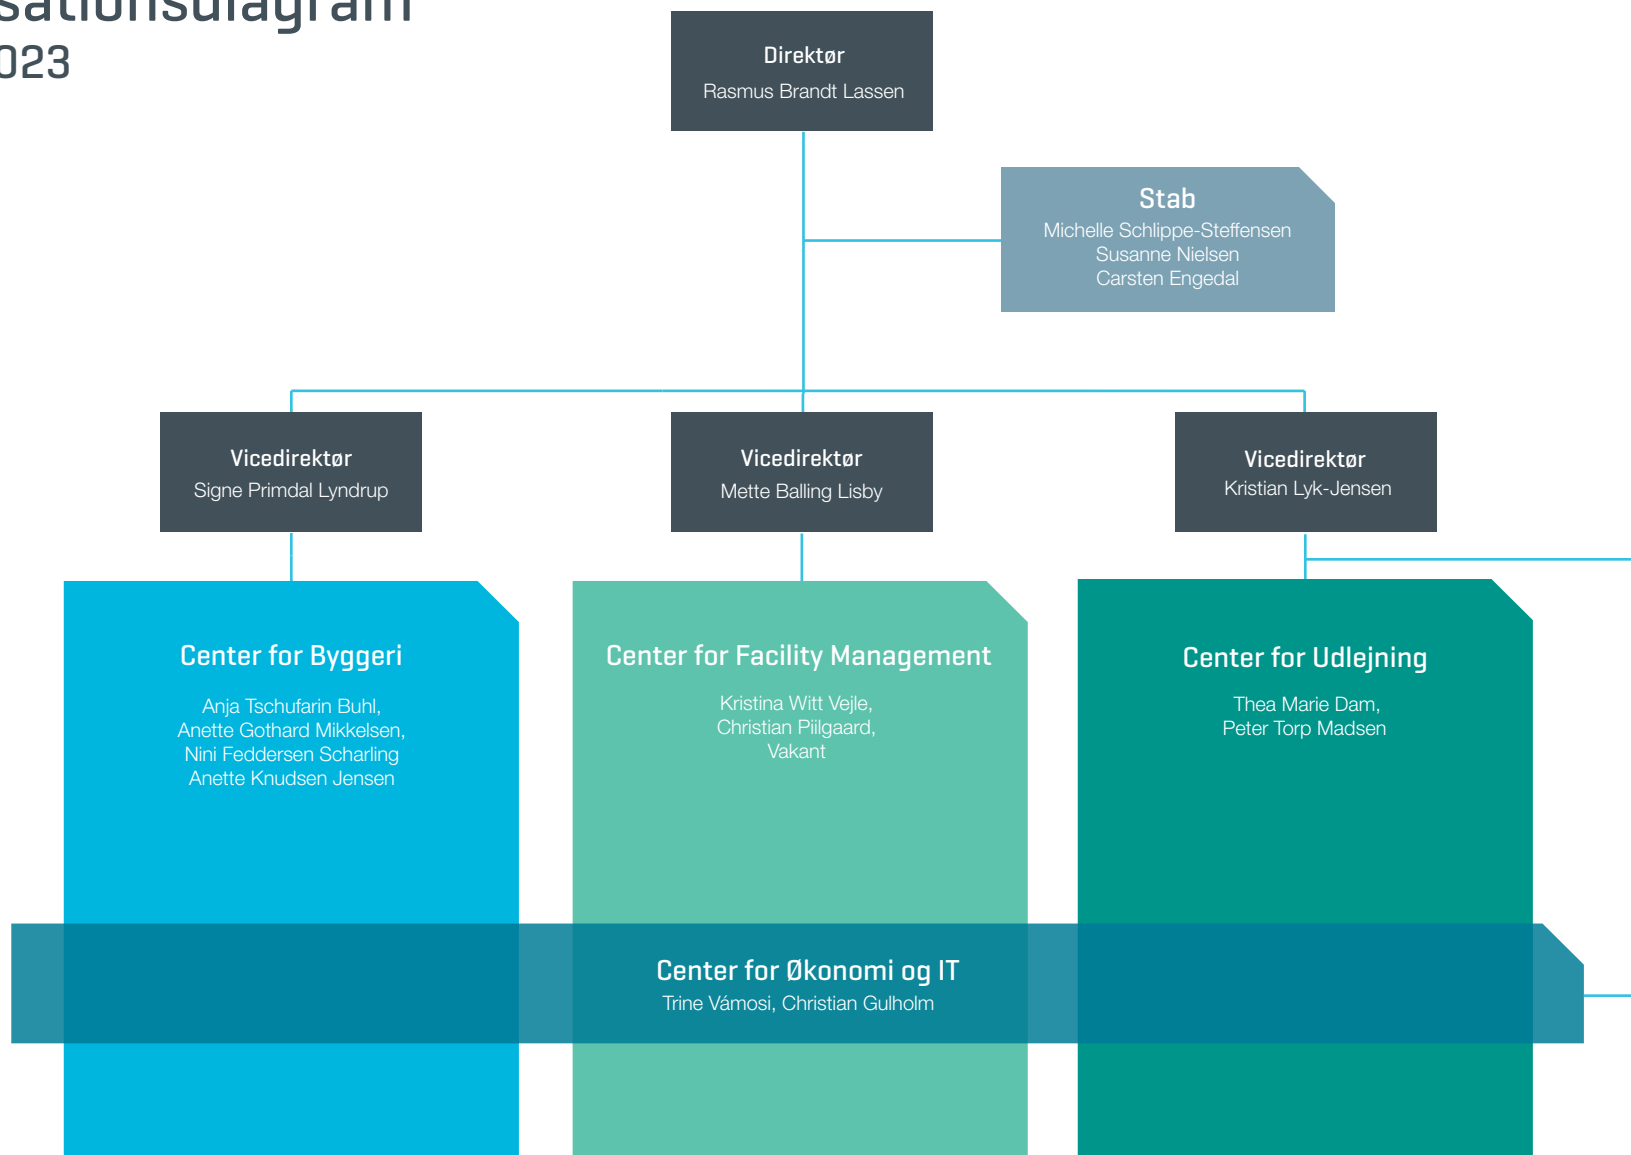 sationsdiagram
023
Direktør
Rasmus Brandt Lassen
Stab
Michelle Schlippe-Steffensen
Susanne Nielsen
Carsten Engedal
Vicedirektør
Signe Primdal Lyndrup
Vicedirektør
Mette Balling Lisby
Vicedirektør
Kristian Lyk-Jensen
Center for Byggeri
Anja Tschufarin Buhl,
Anette Gothard Mikkelsen,
Nini Feddersen Scharling
Anette Knudsen Jensen
Center for Facility Management
Kristina Witt Vejle,
Christian Piilgaard,
Vakant
Center for Udlejning
Thea Marie Dam,
Peter Torp Madsen
Center for Økonomi og IT
Trine Vámosi, Christian Gulholm